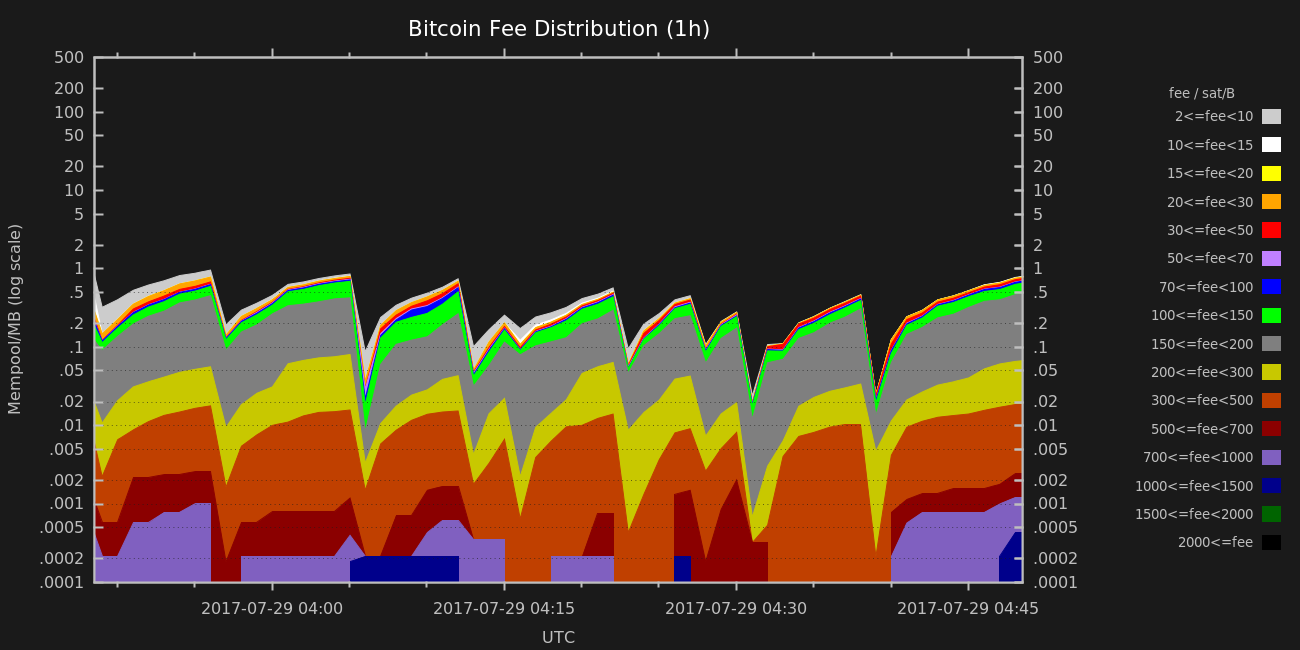 Bitcoin Fee Distribution (1h)
500 500
200 200
100 100
50 50
20 20
10 10
5 5
2 2
1 1
.5 .5
.2 .2
.1 .1
.05 .05
.02 .02
.01 .01
.005 .005
.002 .002
.001 .001
.0005 .0005
.0002 .0002
.0001 .0001
Mempool/MB (log scale)
2017-07-29 04:00 2017-07-29 04:15 2017-07-29 04:30 2017-07-29 04:45
UTC
fee / sat/B
2<=fee<10
10<=fee<15
15<=fee<20
20<=fee<30
30<=fee<50
50<=fee<70
70<=fee<100
100<=fee<150
150<=fee<200
200<=fee<300
300<=fee<500
500<=fee<700
700<=fee<1000
1000<=fee<1500
1500<=fee<2000
2000<=fee